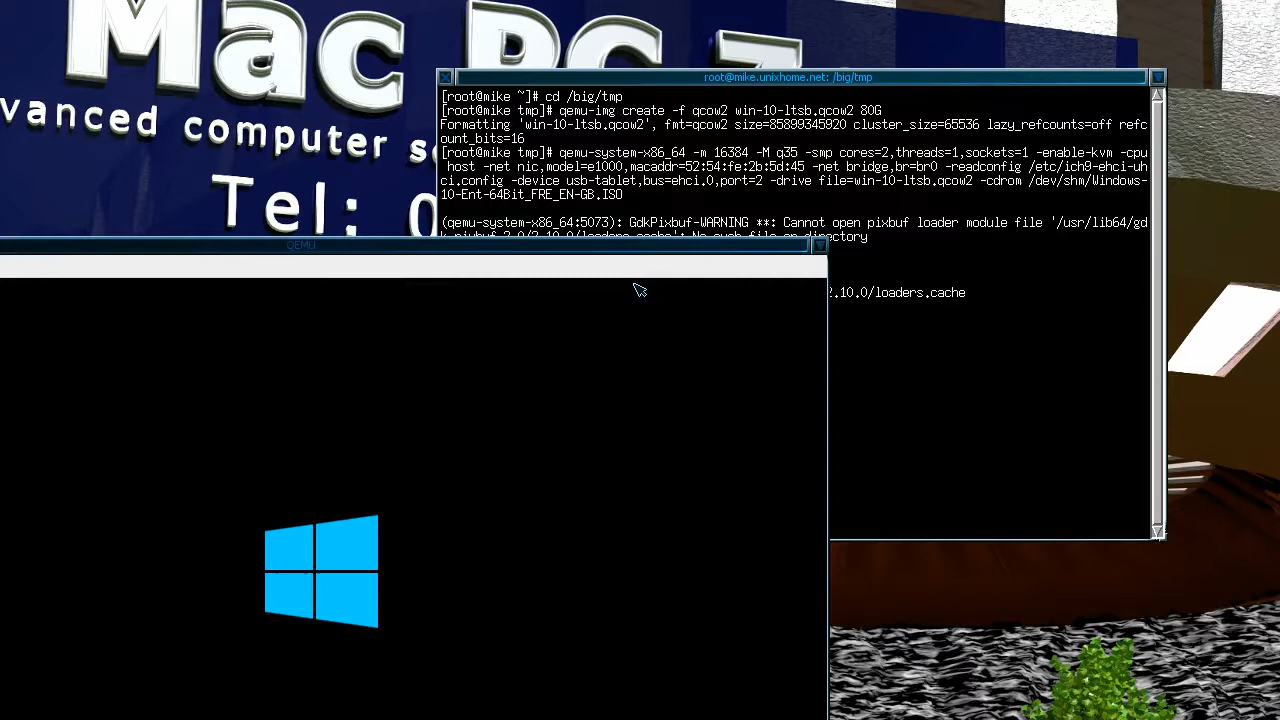 Mac PC 7
vanced computer s
Tel: 0
root@mike.unixhome.net: /big/tmp
[root@mike ~]# cd /big/tmp
[root@mike tmp]# qemu-img create -f qcow2 win-10-ltsb.qcow2 80G
Formatting 'win-10-ltsb.qcow2', fmt=qcow2 size=85899345920 cluster_size=65536 lazy_refcounts=off refc
ount_bits=16
[root@mike tmp]# qemu-system-x86_64 -m 16384 -M q35 -smp cores=2,threads=1,sockets=1 -enable-kvm -cpu
host -net nic,model=e1000,macaddr=52:54:fe:2b:5d:45 -net bridge,br=br0 -readconfig /etc/ich9-ehci-uh
ci.config -device usb-tablet,bus=ehci.0,port=2 -drive file=win-10-ltsb.qcow2 -cdrom /dev/shm/Windows-
10-Ent-64Bit_FRE_EN-GB.ISO
(qemu-system-x86_64:5073): GdkPixbuf-WARNING **: Cannot open pixbuf loader module file '/usr/lib64/gd
directory
QEMU
2.10.0/loaders.cache